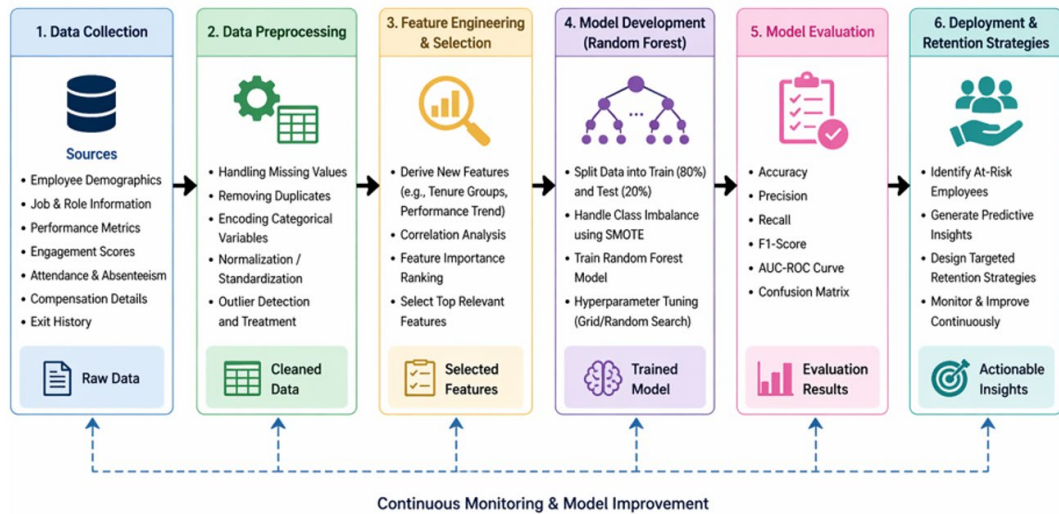 1. Data Collection
Sources
• Employee Demographics
• Job & Role Information
• Performance Metrics
• Engagement Scores
• Attendance & Absenteeism
• Compensation Details
• Exit History
Raw Data
2. Data Preprocessing
• Handling Missing Values
• Removing Duplicates
• Encoding Categorical
Variables
• Normalization /
Standardization
• Outlier Detection
and Treatment
Cleaned
Data
3. Feature Engineering
& Selection
• Derive New Features
(e.g., Tenure Groups,
Performance Trend)
• Correlation Analysis
• Feature Importance
Ranking
• Select Top Relevant
Features
Selected
Features
4. Model Development
(Random Forest)
...
• Split Data into Train (80%)
and Test (20%)
• Handle Class Imbalance
using SMOTE
• Train Random Forest
Model
• Hyperparameter Tuning
(Grid/Random Search)
Trained
Model
5. Model Evaluation
• Accuracy
• Precision
• Recall
• F1-Score
• AUC-ROC Curve
• Confusion Matrix
Evaluation
Results
6. Deployment &
Retention Strategies
• Identify At-Risk
Employees
• Generate Predictive
Insights
• Design Targeted
Retention Strategies
• Monitor & Improve
Continuously
Actionable
Insights
Continuous Monitoring & Model Improvement